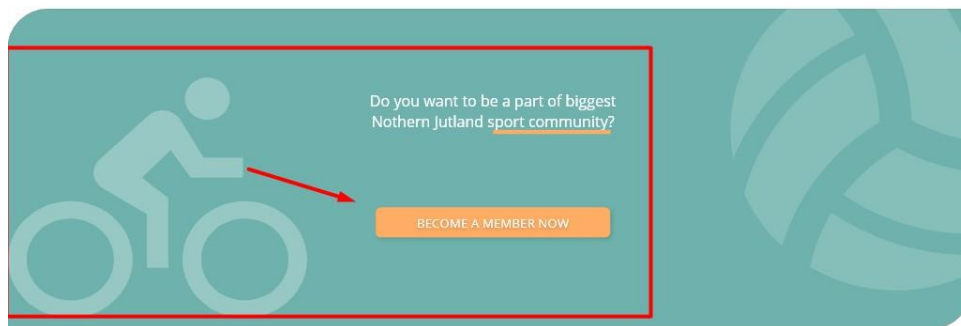 Do you want to be a part of biggest
Nothern Jutland sport community?
BECOME A MEMBER NOW